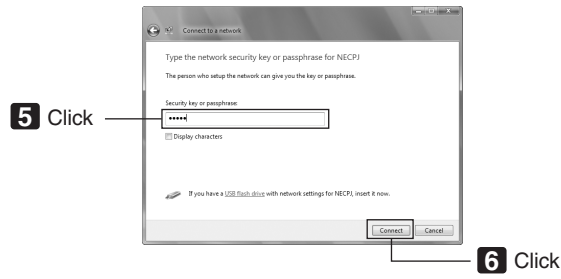 Connect to a network
Type the network security key or passphrase for NECPJ
The person who setup the network can give you the key or passphrase.
Security key or passphrase:
•••••
5 Click
Display characters
If you have a USB flash drive with network settings for NECPJ, insert it now.
Connect Cancel
6 Click